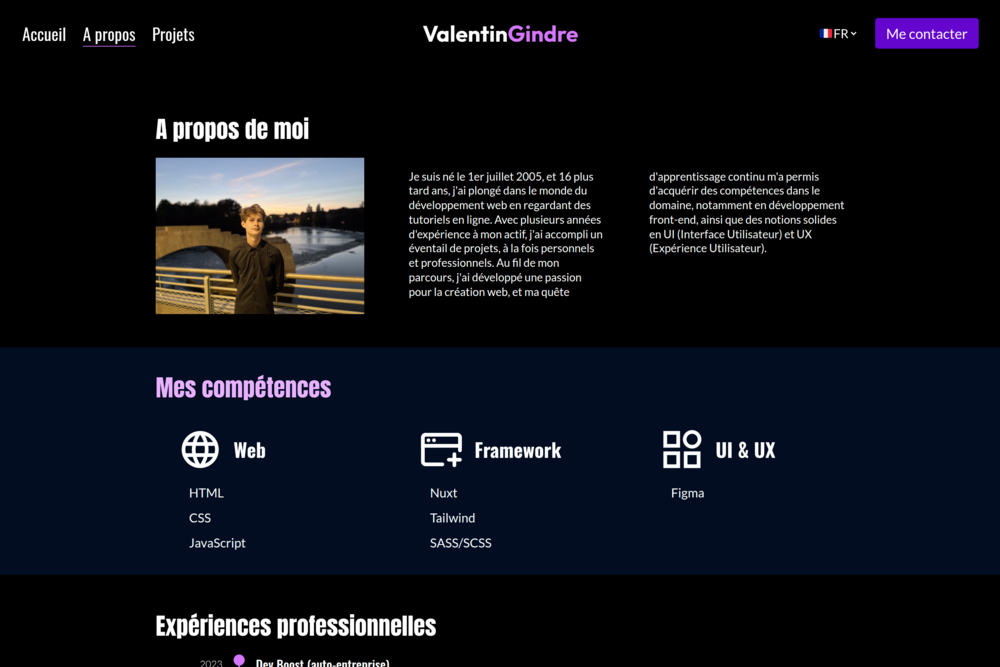 Accueil A propos Projets ValentinGindre FR Me contacter
A propos de moi
Je suis né le 1er juillet 2005, et 16 plus
tard ans, j'ai plongé dans le monde du
développement web en regardant des
tutoriels en ligne. Avec plusieurs années
d'expérience à mon actif, j'ai accompli un
éventail de projets, à la fois personnels
et professionnels. Au fil de mon
parcours, j'ai développé une passion
pour la création web, et ma quête
d'apprentissage continu m'a permis
d'acquérir des compétences dans le
domaine, notamment en développement
front-end, ainsi que des notions solides
en UI (Interface Utilisateur) et UX
(Expérience Utilisateur).
Mes compétences
Web
HTML
CSS
JavaScript
Framework
Nuxt
Tailwind
SASS/SCSS
UI & UX
Figma
Expériences professionnelles
2023 Dev Boost (auto-entreprise)